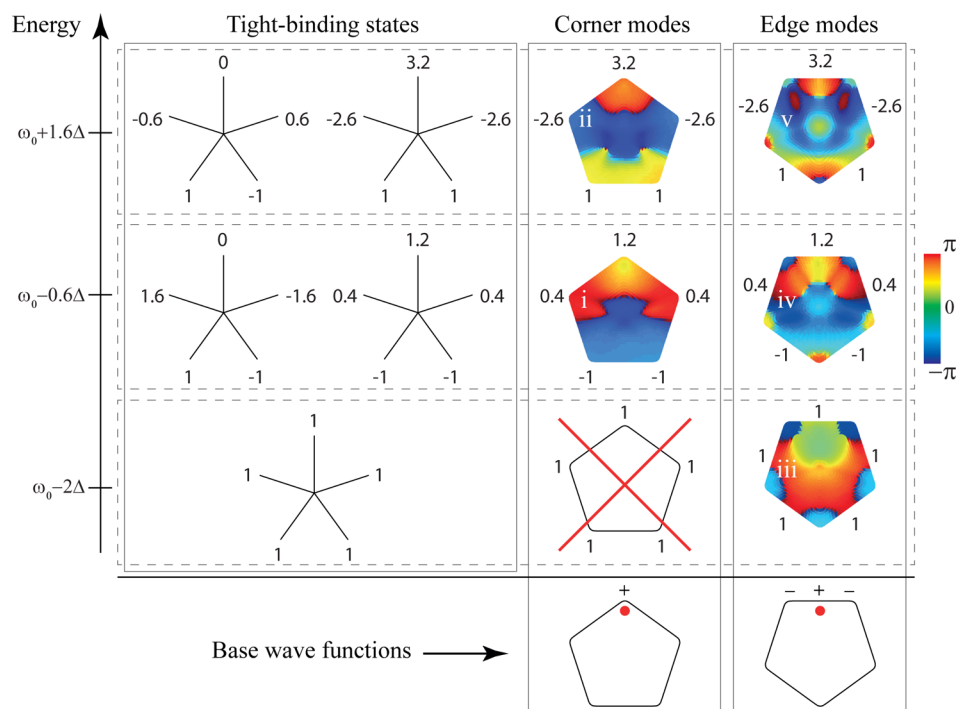 Energy Tight-binding states Corner modes Edge modes
0 3.2 3.2 3.2
-0.6 0.6 -2.6 -2.6 -2.6 ii -2.6 -2.6 v -2.6
ω₀+1.6Δ
1 -1 1 1 1 1 1 1
0 1.2 1.2 1.2
1.6 -1.6 0.4 0.4 0.4 i 0.4 0.4 iv 0.4
ω₀−0.6Δ
1 -1 -1 -1 -1 -1 -1 -1
π
0
−π
1 1 1
1 1 1 1 1 iii 1
ω₀−2Δ
1 1 1 1 1 1
+ − + −
Base wave functions